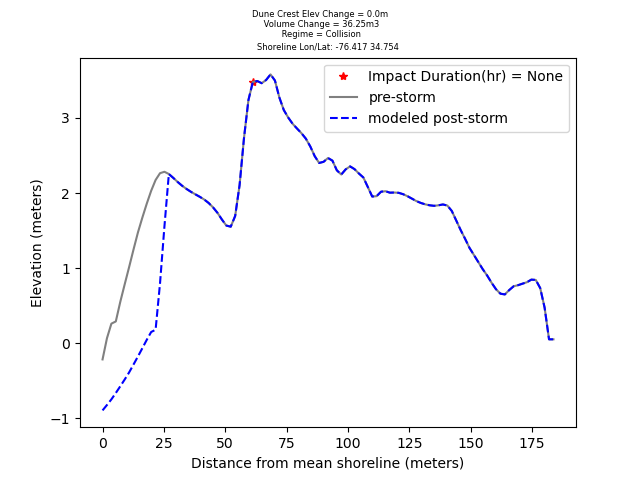 Dune Crest Elev Change = 0.0m
Volume Change = 36.25m3
Regime = Collision
Shoreline Lon/Lat: -76.417 34.754
Impact Duration(hr) = None
pre-storm
modeled post-storm
Elevation (meters)
3
2
1
0
−1
0 25 50 75 100 125 150 175
Distance from mean shoreline (meters)